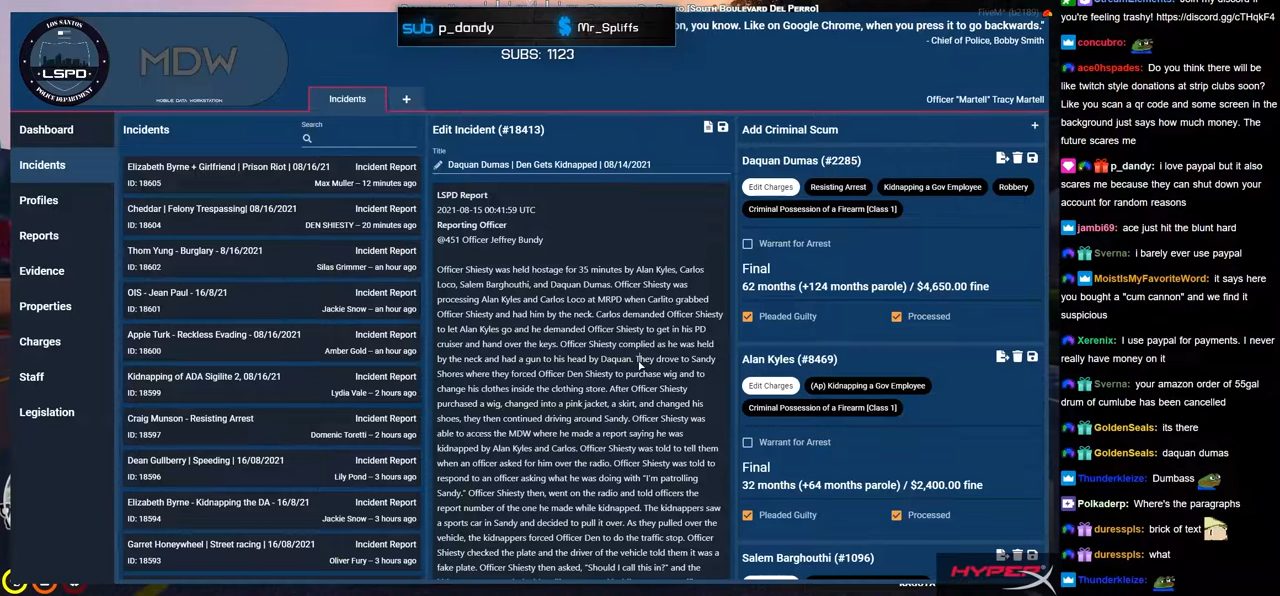 Ron Pedro [South Boulevard Del Perro]
FiveM* (b2189)
on, you know. Like on Google Chrome, when you press it to go backwards."
- Chief of Police, Bobby Smith
sub p_dandy
$ Mr_Spliffs
SUBS: 1123
LOS SANTOS
LSPD
POLICE DEPARTMENT
MDW
MOBILE DATA WORKSTATION
Incidents
+
Officer "Martell" Tracy Martell
Dashboard
Incidents
Profiles
Reports
Evidence
Properties
Charges
Staff
Legislation
Incidents
Search
Elizabeth Byrne + Girlfriend | Prison Riot | 08/16/21
Incident Report
ID: 18605
Max Muller – 12 minutes ago
Cheddar | Felony Trespassing| 08/16/2021
Incident Report
ID: 18604
DEN SHIESTY – 20 minutes ago
Thom Yung - Burglary - 8/16/2021
Incident Report
ID: 18602
Silas Grimmer – an hour ago
OIS - Jean Paul - 16/8/21
Incident Report
ID: 18601
Jackie Snow – an hour ago
Appie Turk - Reckless Evading - 08/16/2021
Incident Report
ID: 18600
Amber Gold – an hour ago
Kidnapping of ADA Sigilite 2, 08/16/2021
Incident Report
ID: 18599
Lydia Vale – 2 hours ago
Craig Munson - Resisting Arrest
Incident Report
ID: 18597
Domenic Toretti – 2 hours ago
Dean Gullberry | Speeding | 16/08/2021
Incident Report
ID: 18596
Lily Pond – 3 hours ago
Elizabeth Byrne - Kidnapping the DA - 16/8/21
Incident Report
ID: 18594
Jackie Snow – 3 hours ago
Garret Honeywheel | Street racing | 16/08/2021
Incident Report
ID: 18593
Oliver Fury – 3 hours ago
Edit Incident (#18413)
Title
Daquan Dumas | Den Gets Kidnapped | 08/14/2021
LSPD Report
2021-08-15 00:41:59 UTC
Reporting Officer
@451 Officer Jeffrey Bundy
Officer Shiesty was held hostage for 35 minutes by Alan Kyles, Carlos
Loco, Salem Barghouthi, and Daquan Dumas. Officer Shiesty was
processing Alan Kyles and Carlos Loco at MRPD when Carlito grabbed
Officer Shiesty and had him by the neck. Carlos demanded Officer Shiesty
to let Alan Kyles go and he demanded Officer Shiesty to get in his PD
cruiser and hand over the keys. Officer Shiesty complied as he was held
by the neck and had a gun to his head by Daquan. They drove to Sandy
Shores where they forced Officer Den Shiesty to purchase wig and to
change his clothes inside the clothing store. After Officer Shiesty
purchased a wig, changed into a pink jacket, a skirt, and changed his
shoes, they then continued driving around Sandy. Officer Shiesty was
able to access the MDW where he made a report saying he was
kidnapped by Alan Kyles and Carlos. Officer Shiesty was told to tell them
when an officer asked for him over the radio. Officer Shiesty was told to
respond to an officer asking what he was doing with "I'm patrolling
Sandy." Officer Shiesty then, went on the radio and told officers the
report number of the one he made while kidnapped. The kidnappers saw
a sports car in Sandy and decided to pull it over. As they pulled over the
vehicle, the kidnappers forced Officer Den to do the traffic stop. Officer
Shiesty checked the plate and the driver of the vehicle told them it was a
fake plate. Officer Shiesty then asked, "Should I call this in?" and the
Add Criminal Scum
+
Daquan Dumas (#2285)
Edit Charges
Resisting Arrest
Kidnapping a Gov Employee
Robbery
Criminal Possession of a Firearm [Class 1]
Warrant for Arrest
Final
62 months (+124 months parole) / $4,650.00 fine
Pleaded Guilty
Processed
Alan Kyles (#8469)
Edit Charges
(Ap) Kidnapping a Gov Employee
Criminal Possession of a Firearm [Class 1]
Warrant for Arrest
Final
32 months (+64 months parole) / $2,400.00 fine
Pleaded Guilty
Processed
Salem Barghouthi (#1096)
HYPERX
you're feeling trashy! https://discord.gg/cTHqkF4
concubro:
ace0hspades: Do you think there will be
like twitch style donations at strip clubs soon?
Like you scan a qr code and some screen in the
background just says how much money. The
future scares me
p_dandy: i love paypal but it also
scares me because they can shut down your
account for random reasons
jambi69: ace just hit the blunt hard
Sverna: i barely ever use paypal
MoistIsMyFavoriteWord: it says here
you bought a "cum cannon" and we find it
suspicious
Xerenix: I use paypal for payments. I never
really have money on it
Sverna: your amazon order of 55gal
drum of cumlube has been cancelled
GoldenSeals: its there
GoldenSeals: daquan dumas
Thunderkleize: Dumbass
Polkaderp: Where's the paragraphs
duresspls: brick of text
duresspls: what
Thunderkleize: